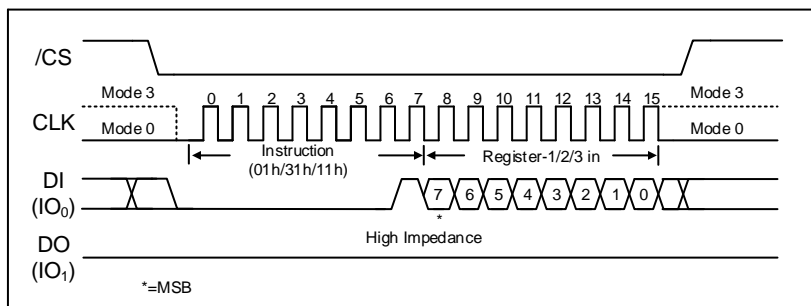 /CS
Mode 3 0 1 2 3 4 5 6 7 8 9 10 11 12 13 14 15 Mode 3
CLK
Mode 0 Mode 0
Instruction Register-1/2/3 in
(01h/31h/11h)
DI
(IO0) 7 6 5 4 3 2 1 0
*
High Impedance
DO
(IO1)
*=MSB